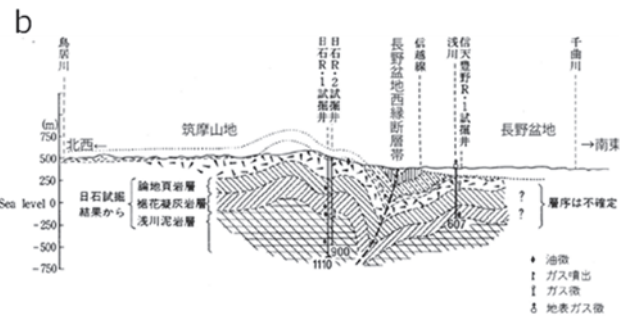 b
鳥居川
日石R・1試掘井
日石R・2試掘井
長野盆地西縁断層帯
信越線
浅川
信天豊野R・1試掘井
千曲川
(m)
750
500
250
Sea level 0
-250
-500
-750
北西←
筑摩山地
長野盆地
→南東
日石試掘
結果から
論地頁岩層
裾花凝灰岩層
浅川泥岩層
900
1110
607
?
?
層序は不確定
油徴
ガス噴出
ガス徴
地表ガス徴